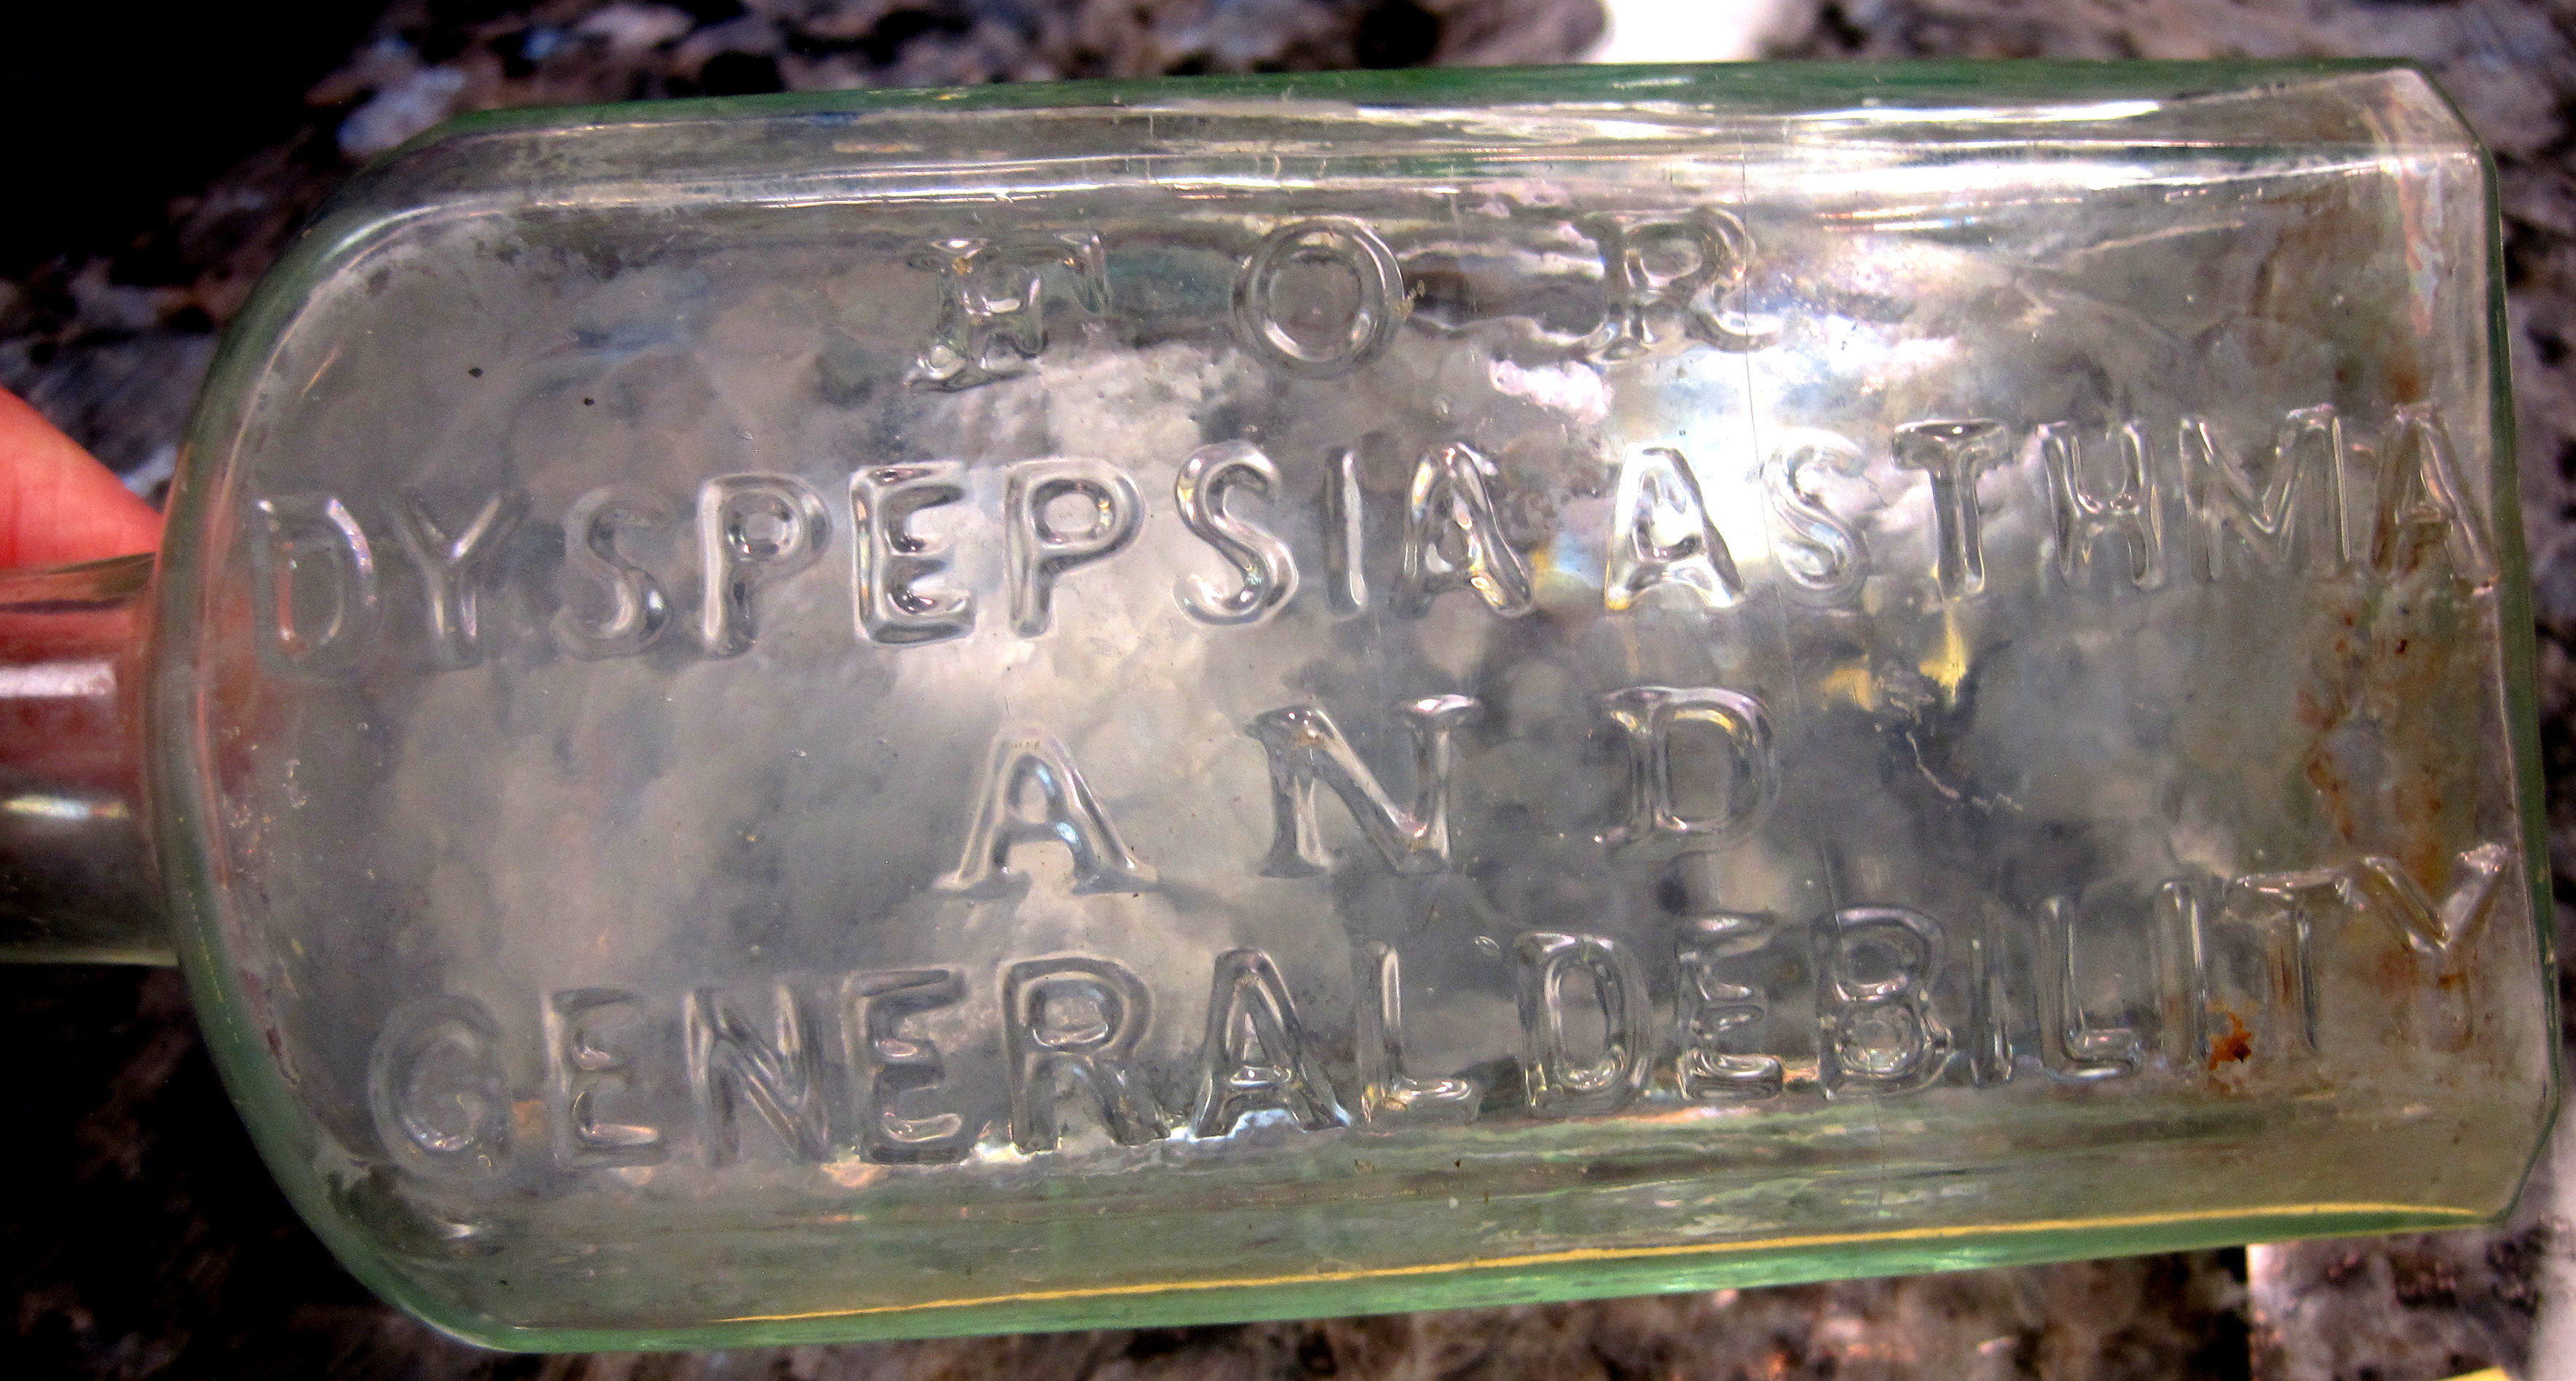 FOR
DYSPEPSIA ASTHMA
AND
GENERAL DEBILITY